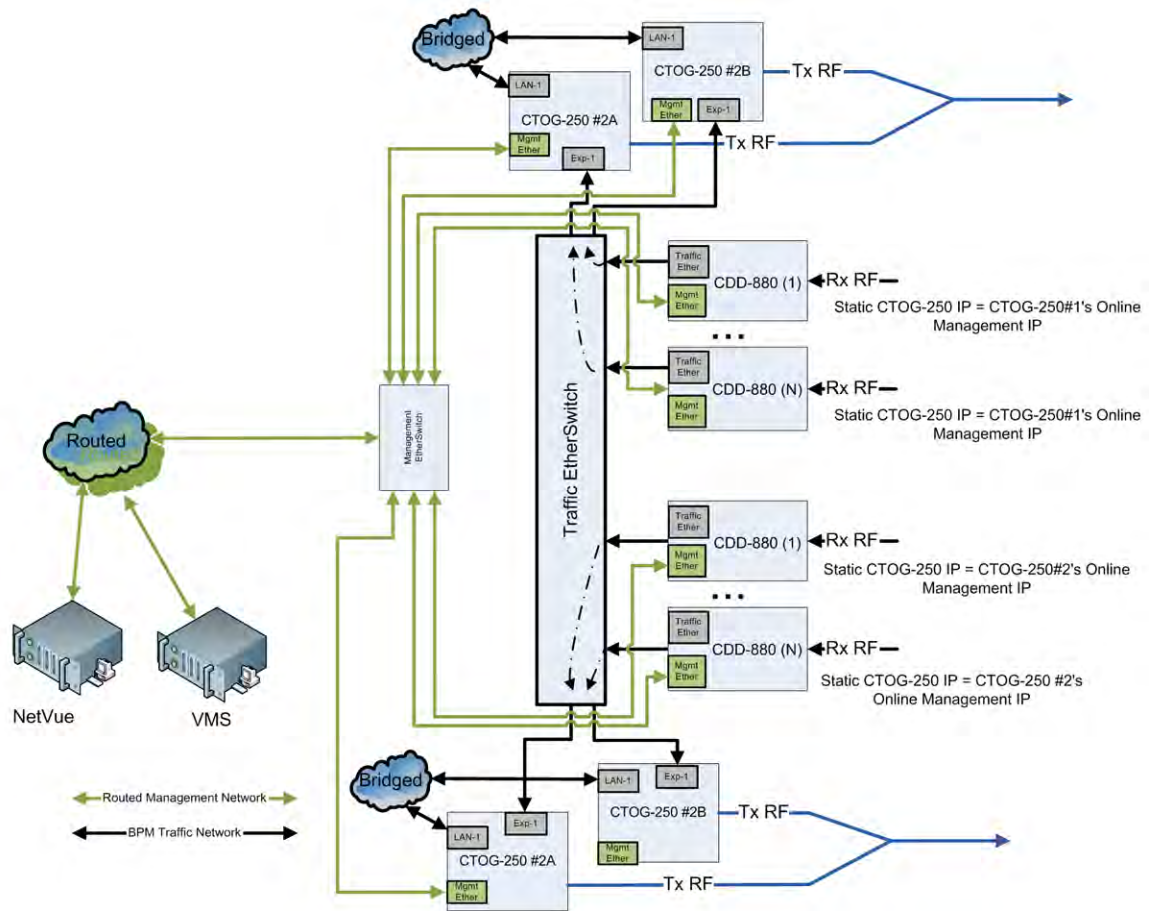 Bridged
LAN-1
CTOG-250 #2B
Tx RF
Mgmt
Ether
Exp-1
LAN-1
CTOG-250 #2A
Mgmt
Ether
Exp-1
Tx RF
Traffic
Ether
CDD-880 (1)
Mgmt
Ether
Rx RF
Static CTOG-250 IP = CTOG-250#1's Online
Management IP
...
Traffic
Ether
CDD-880 (N)
Mgmt
Ether
Rx RF
Static CTOG-250 IP = CTOG-250#1's Online
Management IP
Management
EtherSwitch
Traffic EtherSwitch
Routed
NetVue
VMS
Traffic
Ether
CDD-880 (1)
Mgmt
Ether
Rx RF
Static CTOG-250 IP = CTOG-250#2's Online
Management IP
...
Traffic
Ether
CDD-880 (N)
Mgmt
Ether
Rx RF
Static CTOG-250 IP = CTOG-250 #2's
Online Management IP
Bridged
LAN-1
Exp-1
CTOG-250 #2B
Mgmt
Ether
Tx RF
LAN-1
Exp-1
CTOG-250 #2A
Mgmt
Ether
Tx RF
Routed Management Network
BPM Traffic Network